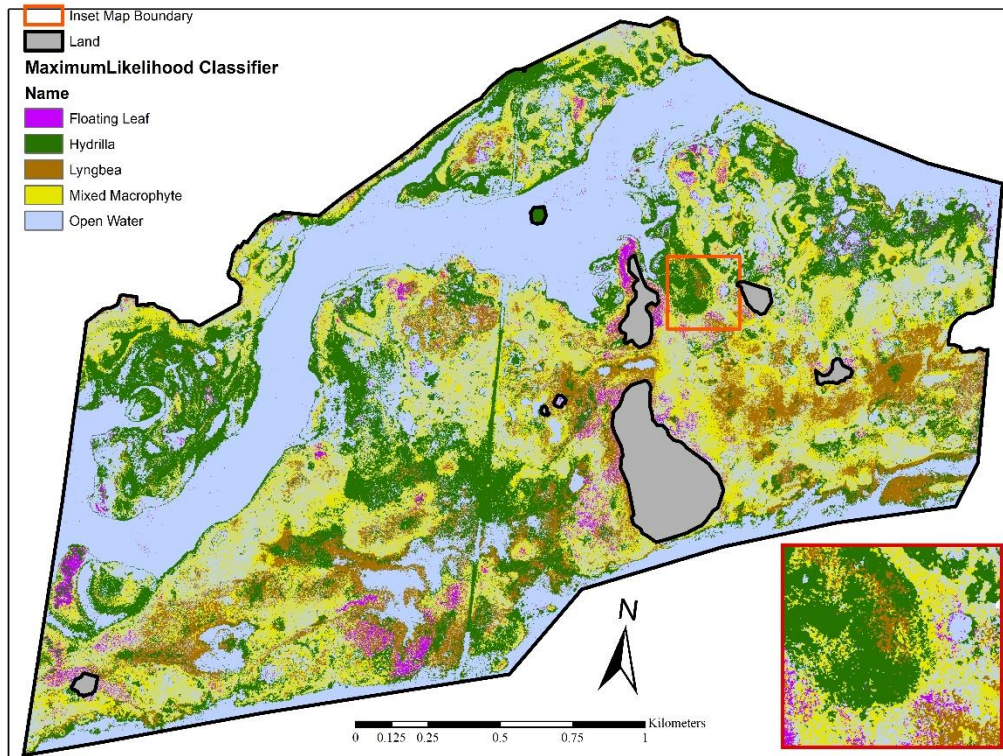 Inset Map Boundary
Land
MaximumLikelihood Classifier
Name
Floating Leaf
Hydrilla
Lyngbea
Mixed Macrophyte
Open Water
N
Kilometers
0 0.125 0.25 0.5 0.75 1